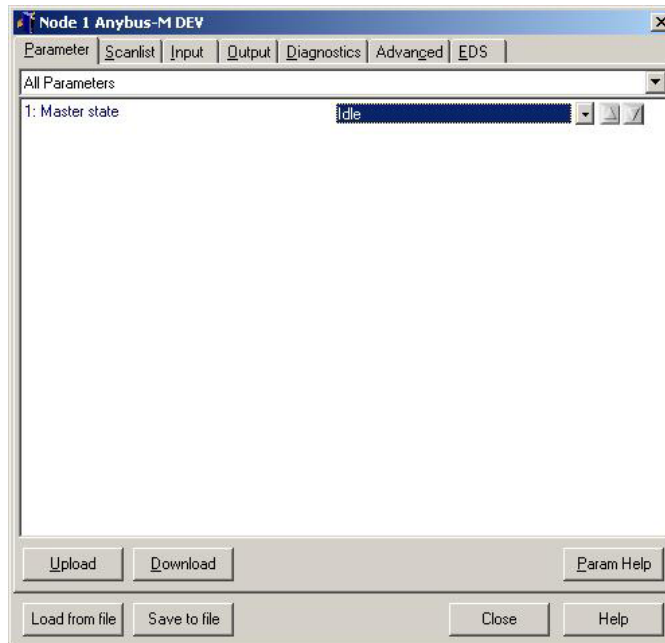 Node 1 Anybus-M DEV
Parameter Scanlist Input Output Diagnostics Advanced EDS
All Parameters
1: Master state Idle
Upload Download Param Help
Load from file Save to file Close Help